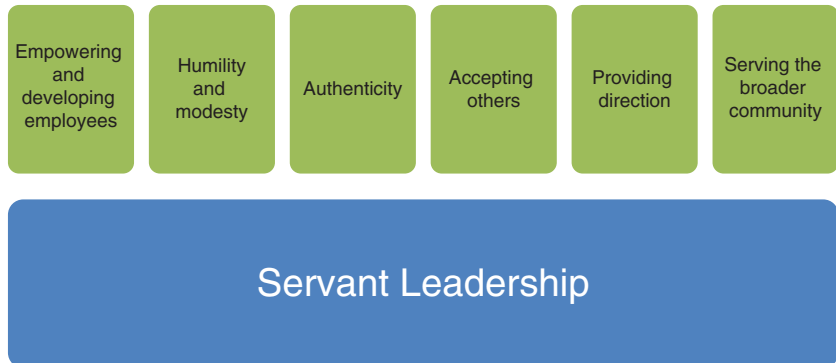 Empowering
and
developing
employees
Humility
and
modesty
Authenticity
Accepting
others
Providing
direction
Serving the
broader
community
Servant Leadership